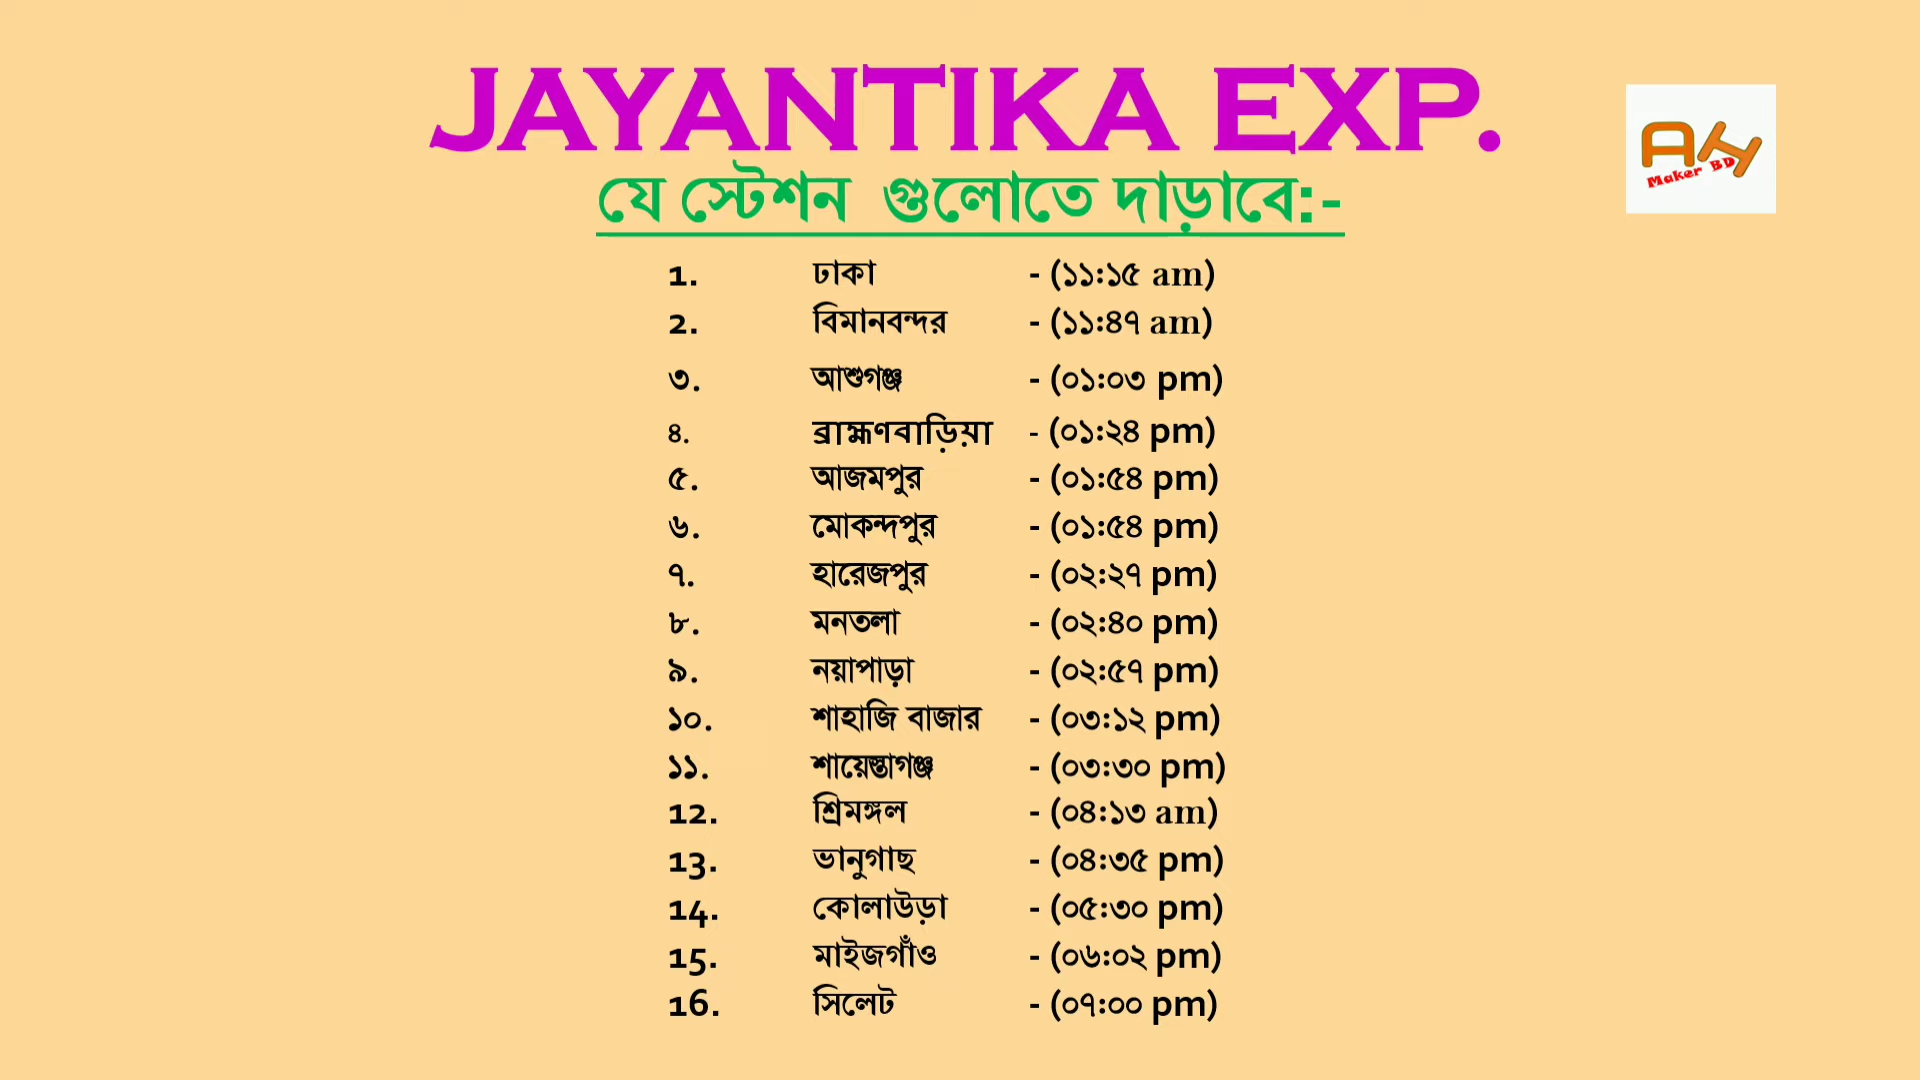 JAYANTIKA EXP.
AH
Maker BD
যে স্টেশন গুলোতে দাড়াবে:-
1. ঢাকা - (১১:১৫ am)
2. বিমানবন্দর - (১১:৪৭ am)
৩. আশুগঞ্জ - (০১:০৩ pm)
৪. ব্রাহ্মণবাড়িয়া - (০১:২৪ pm)
৫. আজমপুর - (০১:৫৪ pm)
৬. মোকন্দপুর - (০১:৫৪ pm)
৭. হারেজপুর - (০২:২৭ pm)
৮. মনতলা - (০২:৪০ pm)
৯. নয়াপাড়া - (০২:৫৭ pm)
১০. শাহাজি বাজার - (০৩:১২ pm)
১১. শায়েস্তাগঞ্জ - (০৩:৩০ pm)
12. শ্রিমঙ্গল - (০৪:১৩ am)
13. ভানুগাছ - (০৪:৩৫ pm)
14. কোলাউড়া - (০৫:৩০ pm)
15. মাইজগাঁও - (০৬:০২ pm)
16. সিলেট - (০৭:০০ pm)